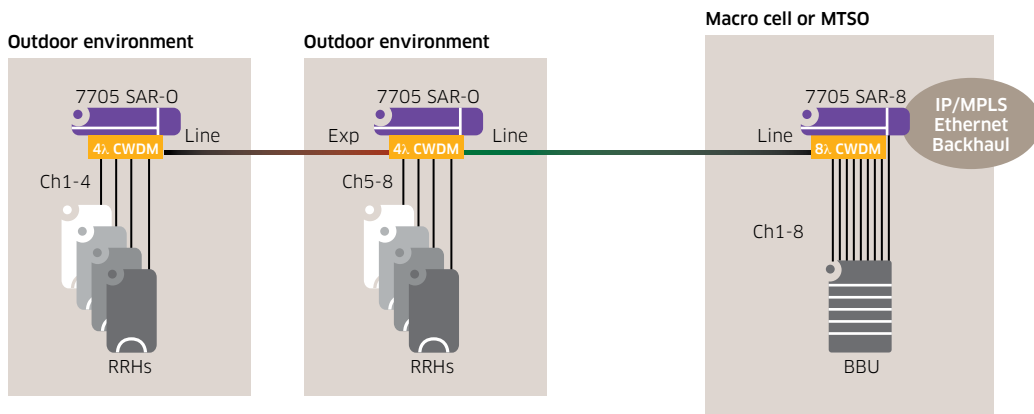 Outdoor environment
7705 SAR-O
4λ CWDM
Line
Ch1-4
RRHs
Outdoor environment
7705 SAR-O
Exp
4λ CWDM
Line
Ch5-8
RRHs
Macro cell or MTSO
7705 SAR-8
Line
8λ CWDM
IP/MPLS
Ethernet
Backhaul
Ch1-8
BBU